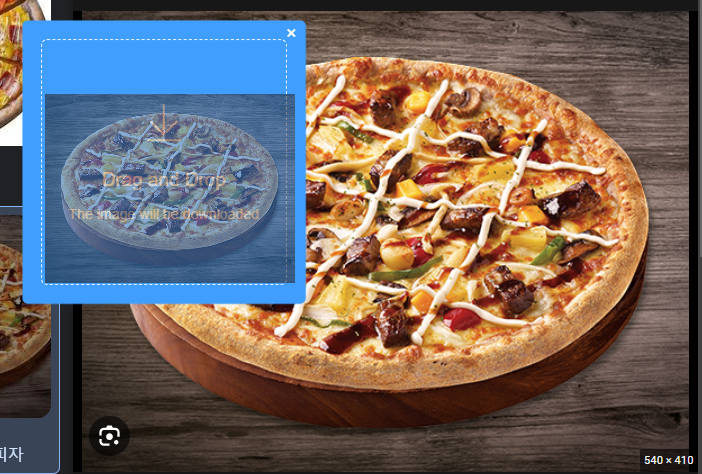 ×
Drag and Drop
The image will be downloaded
피자
540 × 410